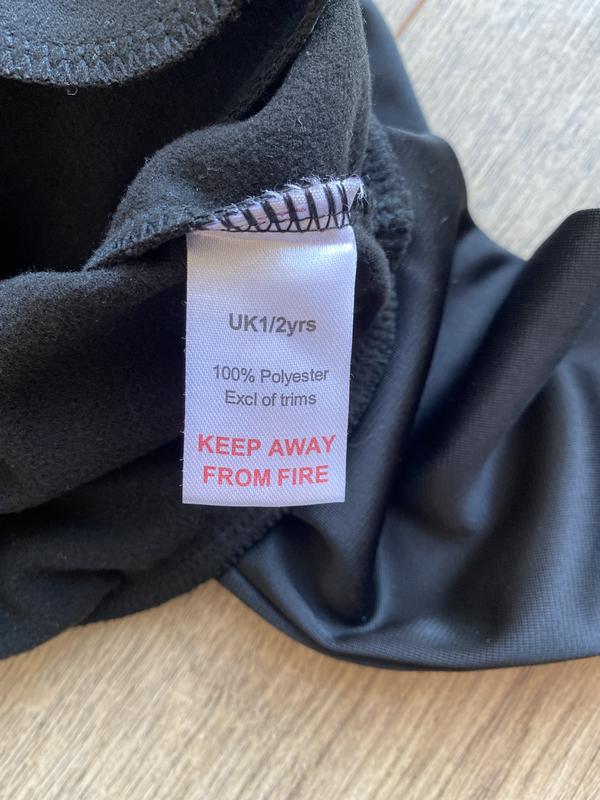 UK1/2yrs
100% Polyester
Excl of trims
KEEP AWAY
FROM FIRE